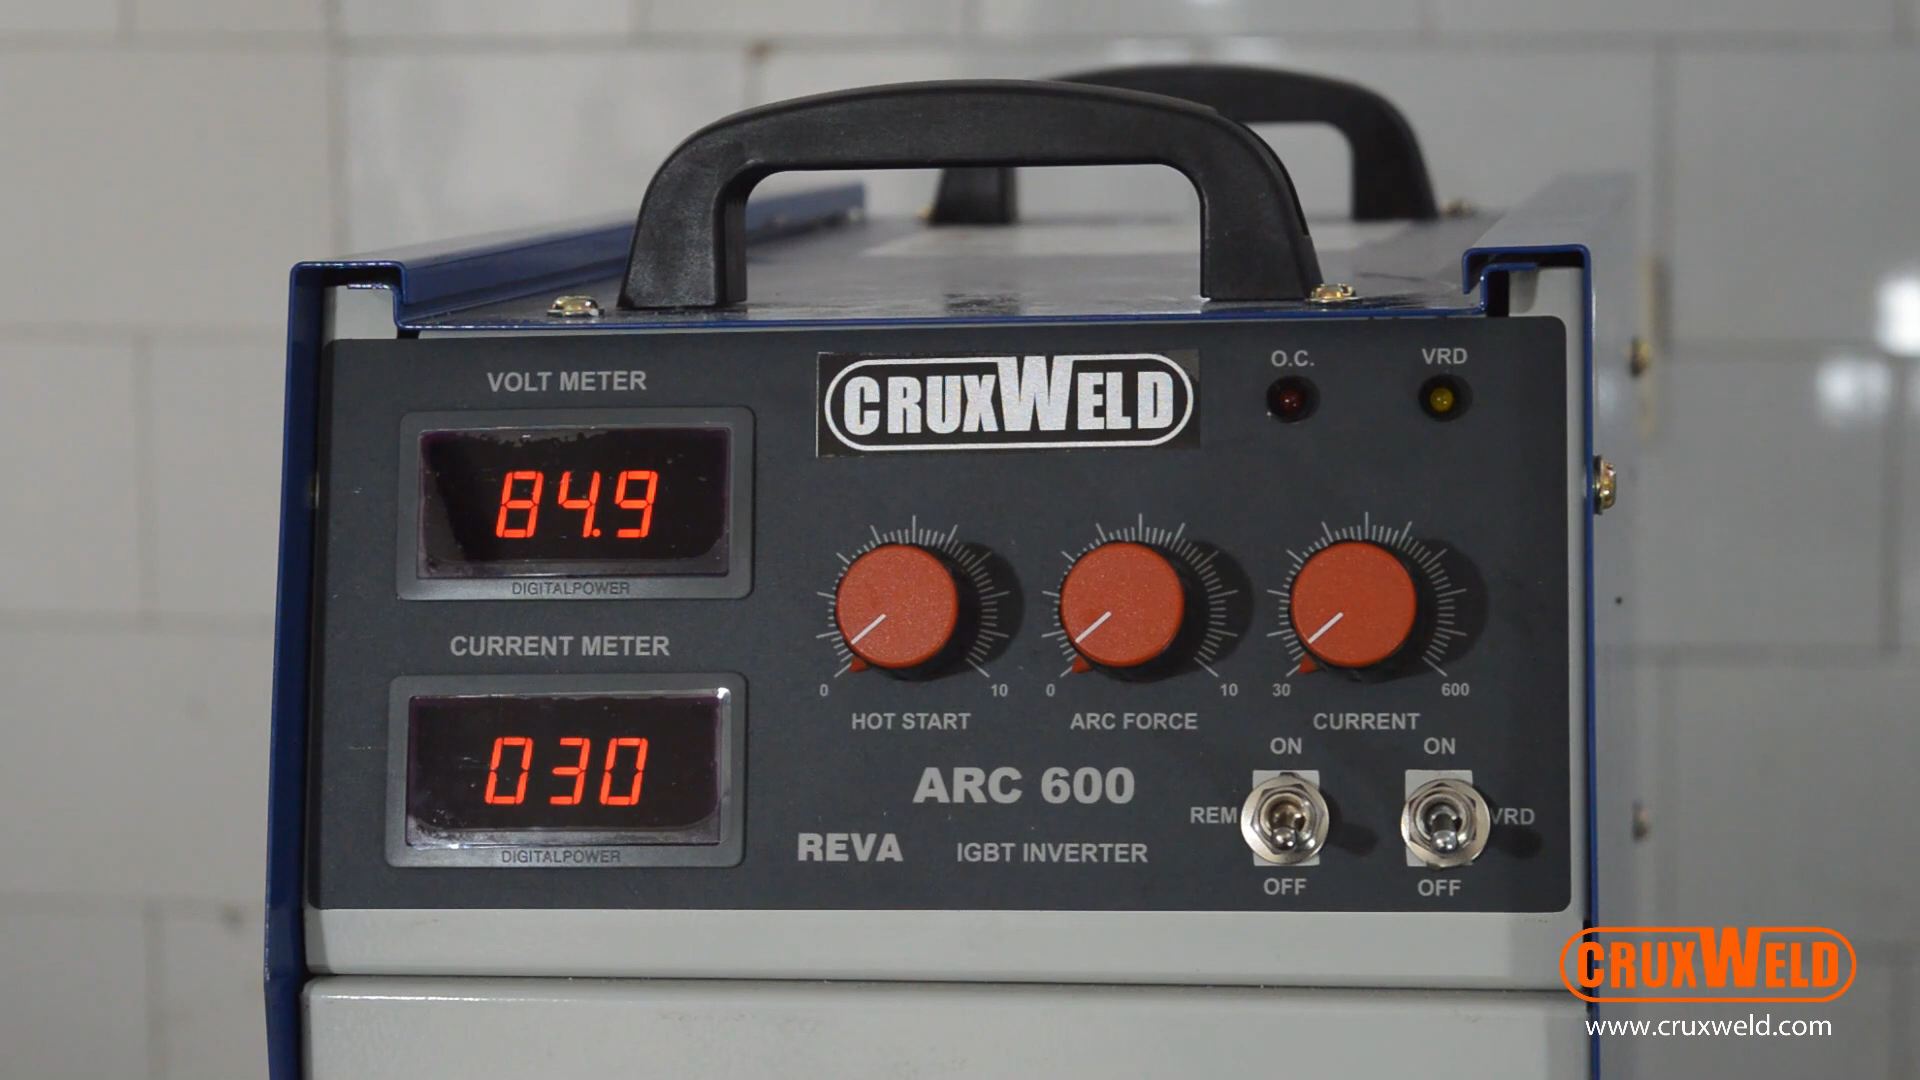 VOLT METER
84.9
DIGITALPOWER
CURRENT METER
030
DIGITALPOWER
CRUXWELD
O.C.
VRD
0 10
HOT START
0 10
ARC FORCE
30 600
CURRENT
ARC 600
REVA IGBT INVERTER
ON
REM
OFF
ON
VRD
OFF
CRUXWELD
www.cruxweld.com